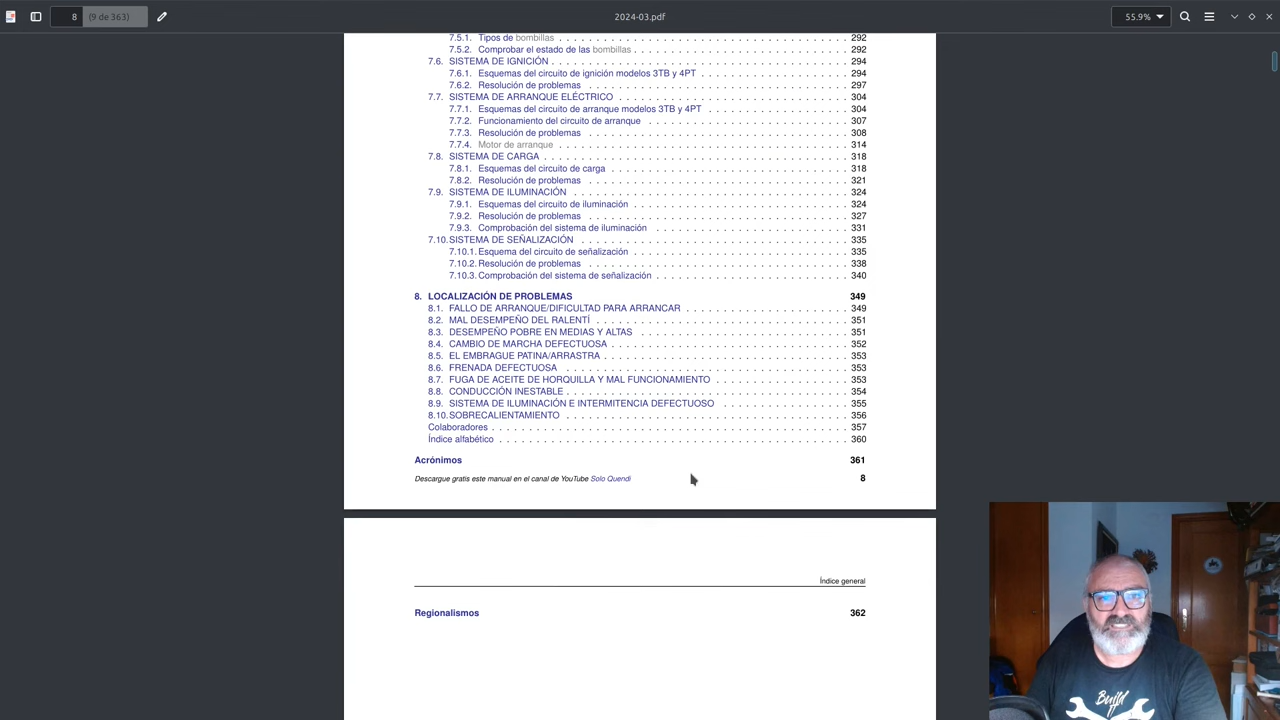 8
(9 de 363)
2024-03.pdf
55.9%
7.5.1. Tipos de bombillas . . . . . . . . . . . . . . . . . . . . . . . . . . . . . . . . . . . . . . 292
7.5.2. Comprobar el estado de las bombillas . . . . . . . . . . . . . . . . . . . . . . . . . . . . 292
7.6. SISTEMA DE IGNICIÓN . . . . . . . . . . . . . . . . . . . . . . . . . . . . . . . . . . . . . . 294
7.6.1. Esquemas del circuito de ignición modelos 3TB y 4PT . . . . . . . . . . . . . . . . . . . 294
7.6.2. Resolución de problemas . . . . . . . . . . . . . . . . . . . . . . . . . . . . . . . . . . 297
7.7. SISTEMA DE ARRANQUE ELÉCTRICO . . . . . . . . . . . . . . . . . . . . . . . . . . . . . . 304
7.7.1. Esquemas del circuito de arranque modelos 3TB y 4PT . . . . . . . . . . . . . . . . . . . 304
7.7.2. Funcionamiento del circuito de arranque . . . . . . . . . . . . . . . . . . . . . . . . . . 307
7.7.3. Resolución de problemas . . . . . . . . . . . . . . . . . . . . . . . . . . . . . . . . . . 308
7.7.4. Motor de arranque . . . . . . . . . . . . . . . . . . . . . . . . . . . . . . . . . . . . . . 314
7.8. SISTEMA DE CARGA . . . . . . . . . . . . . . . . . . . . . . . . . . . . . . . . . . . . . . . 318
7.8.1. Esquemas del circuito de carga . . . . . . . . . . . . . . . . . . . . . . . . . . . . . . . 318
7.8.2. Resolución de problemas . . . . . . . . . . . . . . . . . . . . . . . . . . . . . . . . . . 321
7.9. SISTEMA DE ILUMINACIÓN . . . . . . . . . . . . . . . . . . . . . . . . . . . . . . . . . . . . 324
7.9.1. Esquemas del circuito de iluminación . . . . . . . . . . . . . . . . . . . . . . . . . . . . 324
7.9.2. Resolución de problemas . . . . . . . . . . . . . . . . . . . . . . . . . . . . . . . . . . 327
7.9.3. Comprobación del sistema de iluminación . . . . . . . . . . . . . . . . . . . . . . . . . . 331
7.10. SISTEMA DE SEÑALIZACIÓN . . . . . . . . . . . . . . . . . . . . . . . . . . . . . . . . . . . 335
7.10.1. Esquema del circuito de señalización . . . . . . . . . . . . . . . . . . . . . . . . . . . . 335
7.10.2. Resolución de problemas . . . . . . . . . . . . . . . . . . . . . . . . . . . . . . . . . . 338
7.10.3. Comprobación del sistema de señalización . . . . . . . . . . . . . . . . . . . . . . . . . 340
8. LOCALIZACIÓN DE PROBLEMAS 349
8.1. FALLO DE ARRANQUE/DIFICULTAD PARA ARRANCAR . . . . . . . . . . . . . . . . . . . . . 349
8.2. MAL DESEMPEÑO DEL RALENTÍ . . . . . . . . . . . . . . . . . . . . . . . . . . . . . . . . . 351
8.3. DESEMPEÑO POBRE EN MEDIAS Y ALTAS . . . . . . . . . . . . . . . . . . . . . . . . . . . 351
8.4. CAMBIO DE MARCHA DEFECTUOSA . . . . . . . . . . . . . . . . . . . . . . . . . . . . . . . 352
8.5. EL EMBRAGUE PATINA/ARRASTRA . . . . . . . . . . . . . . . . . . . . . . . . . . . . . . . . 353
8.6. FRENADA DEFECTUOSA . . . . . . . . . . . . . . . . . . . . . . . . . . . . . . . . . . . . . 353
8.7. FUGA DE ACEITE DE HORQUILLA Y MAL FUNCIONAMIENTO . . . . . . . . . . . . . . . . . . 353
8.8. CONDUCCIÓN INESTABLE . . . . . . . . . . . . . . . . . . . . . . . . . . . . . . . . . . . . 354
8.9. SISTEMA DE ILUMINACIÓN E INTERMITENCIA DEFECTUOSO . . . . . . . . . . . . . . . . . 355
8.10. SOBRECALIENTAMIENTO . . . . . . . . . . . . . . . . . . . . . . . . . . . . . . . . . . . . 356
Colaboradores . . . . . . . . . . . . . . . . . . . . . . . . . . . . . . . . . . . . . . . . . . . . 357
Índice alfabético . . . . . . . . . . . . . . . . . . . . . . . . . . . . . . . . . . . . . . . . . . . 360
Acrónimos 361
Descargue gratis este manual en el canal de YouTube Solo Quendi 8
Índice general
Regionalismos 362
Build